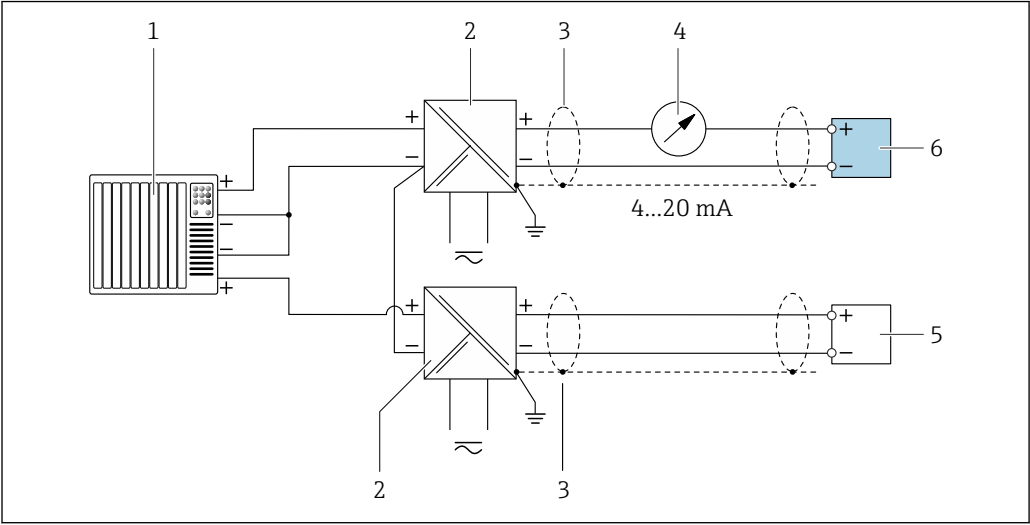 1 2 3 4
+ +
+ − − + − 6
+
− 4...20 mA
−
+
+ + + 5
− − −
2 3